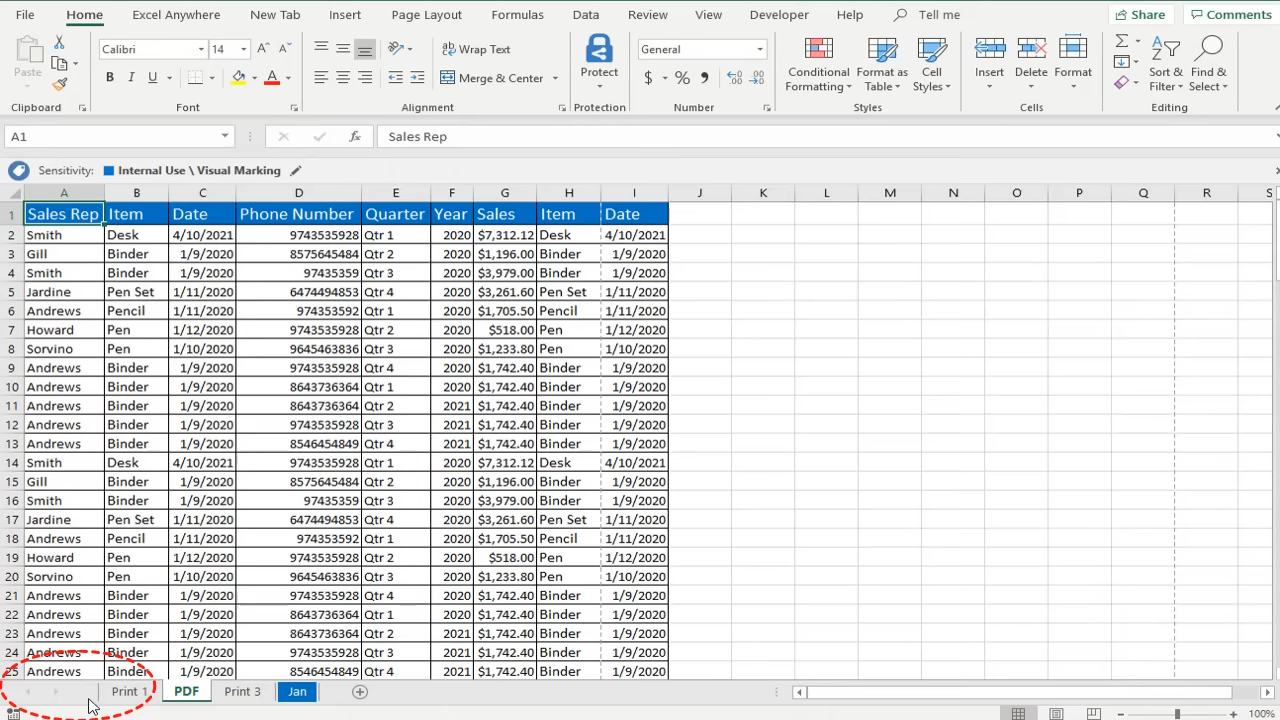 File Home Excel Anywhere New Tab Insert Page Layout Formulas Data Review View Developer Help Tell me Share Comments
Calibri 14 Wrap Text General
Paste B I U A Merge & Center $ % , Protect Conditional Formatting Format as Table Cell Styles Insert Delete Format Sort & Filter Find & Select
Clipboard Font Alignment Protection Number Styles Cells Editing
A1 fx Sales Rep
Sensitivity: Internal Use \ Visual Marking
A B C D E F G H I J K L M N O P Q R S
1 Sales Rep Item Date Phone Number Quarter Year Sales Item Date
2 Smith Desk 4/10/2021 9743535928 Qtr 1 2020 $7,312.12 Desk 4/10/2021
3 Gill Binder 1/9/2020 8575645484 Qtr 2 2020 $1,196.00 Binder 1/9/2020
4 Smith Binder 1/9/2020 97435359 Qtr 3 2020 $3,979.00 Binder 1/9/2020
5 Jardine Pen Set 1/11/2020 6474494853 Qtr 4 2020 $3,261.60 Pen Set 1/11/2020
6 Andrews Pencil 1/11/2020 974353592 Qtr 1 2020 $1,705.50 Pencil 1/11/2020
7 Howard Pen 1/12/2020 9743535928 Qtr 2 2020 $518.00 Pen 1/12/2020
8 Sorvino Pen 1/10/2020 9645463836 Qtr 3 2020 $1,233.80 Pen 1/10/2020
9 Andrews Binder 1/9/2020 9743535928 Qtr 4 2020 $1,742.40 Binder 1/9/2020
10 Andrews Binder 1/9/2020 8643736364 Qtr 1 2020 $1,742.40 Binder 1/9/2020
11 Andrews Binder 1/9/2020 8643736364 Qtr 2 2021 $1,742.40 Binder 1/9/2020
12 Andrews Binder 1/9/2020 9743535928 Qtr 3 2021 $1,742.40 Binder 1/9/2020
13 Andrews Binder 1/9/2020 8546454849 Qtr 4 2021 $1,742.40 Binder 1/9/2020
14 Smith Desk 4/10/2021 9743535928 Qtr 1 2020 $7,312.12 Desk 4/10/2021
15 Gill Binder 1/9/2020 8575645484 Qtr 2 2020 $1,196.00 Binder 1/9/2020
16 Smith Binder 1/9/2020 97435359 Qtr 3 2020 $3,979.00 Binder 1/9/2020
17 Jardine Pen Set 1/11/2020 6474494853 Qtr 4 2020 $3,261.60 Pen Set 1/11/2020
18 Andrews Pencil 1/11/2020 974353592 Qtr 1 2020 $1,705.50 Pencil 1/11/2020
19 Howard Pen 1/12/2020 9743535928 Qtr 2 2020 $518.00 Pen 1/12/2020
20 Sorvino Pen 1/10/2020 9645463836 Qtr 3 2020 $1,233.80 Pen 1/10/2020
21 Andrews Binder 1/9/2020 9743535928 Qtr 4 2020 $1,742.40 Binder 1/9/2020
22 Andrews Binder 1/9/2020 8643736364 Qtr 1 2020 $1,742.40 Binder 1/9/2020
23 Andrews Binder 1/9/2020 8643736364 Qtr 2 2021 $1,742.40 Binder 1/9/2020
24 Andrews Binder 1/9/2020 9743535928 Qtr 3 2021 $1,742.40 Binder 1/9/2020
25 Andrews Binder 1/9/2020 8546454849 Qtr 4 2021 $1,742.40 Binder 1/9/2020
Print 1 PDF Print 3 Jan
100%